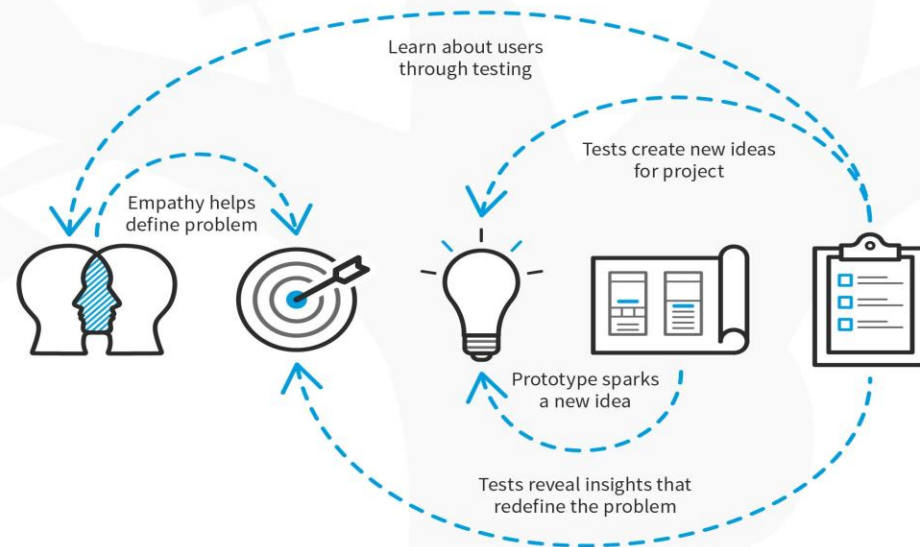 Learn about users
through testing
Tests create new ideas
for project
Empathy helps
define problem
Prototype sparks
a new idea
Tests reveal insights that
redefine the problem